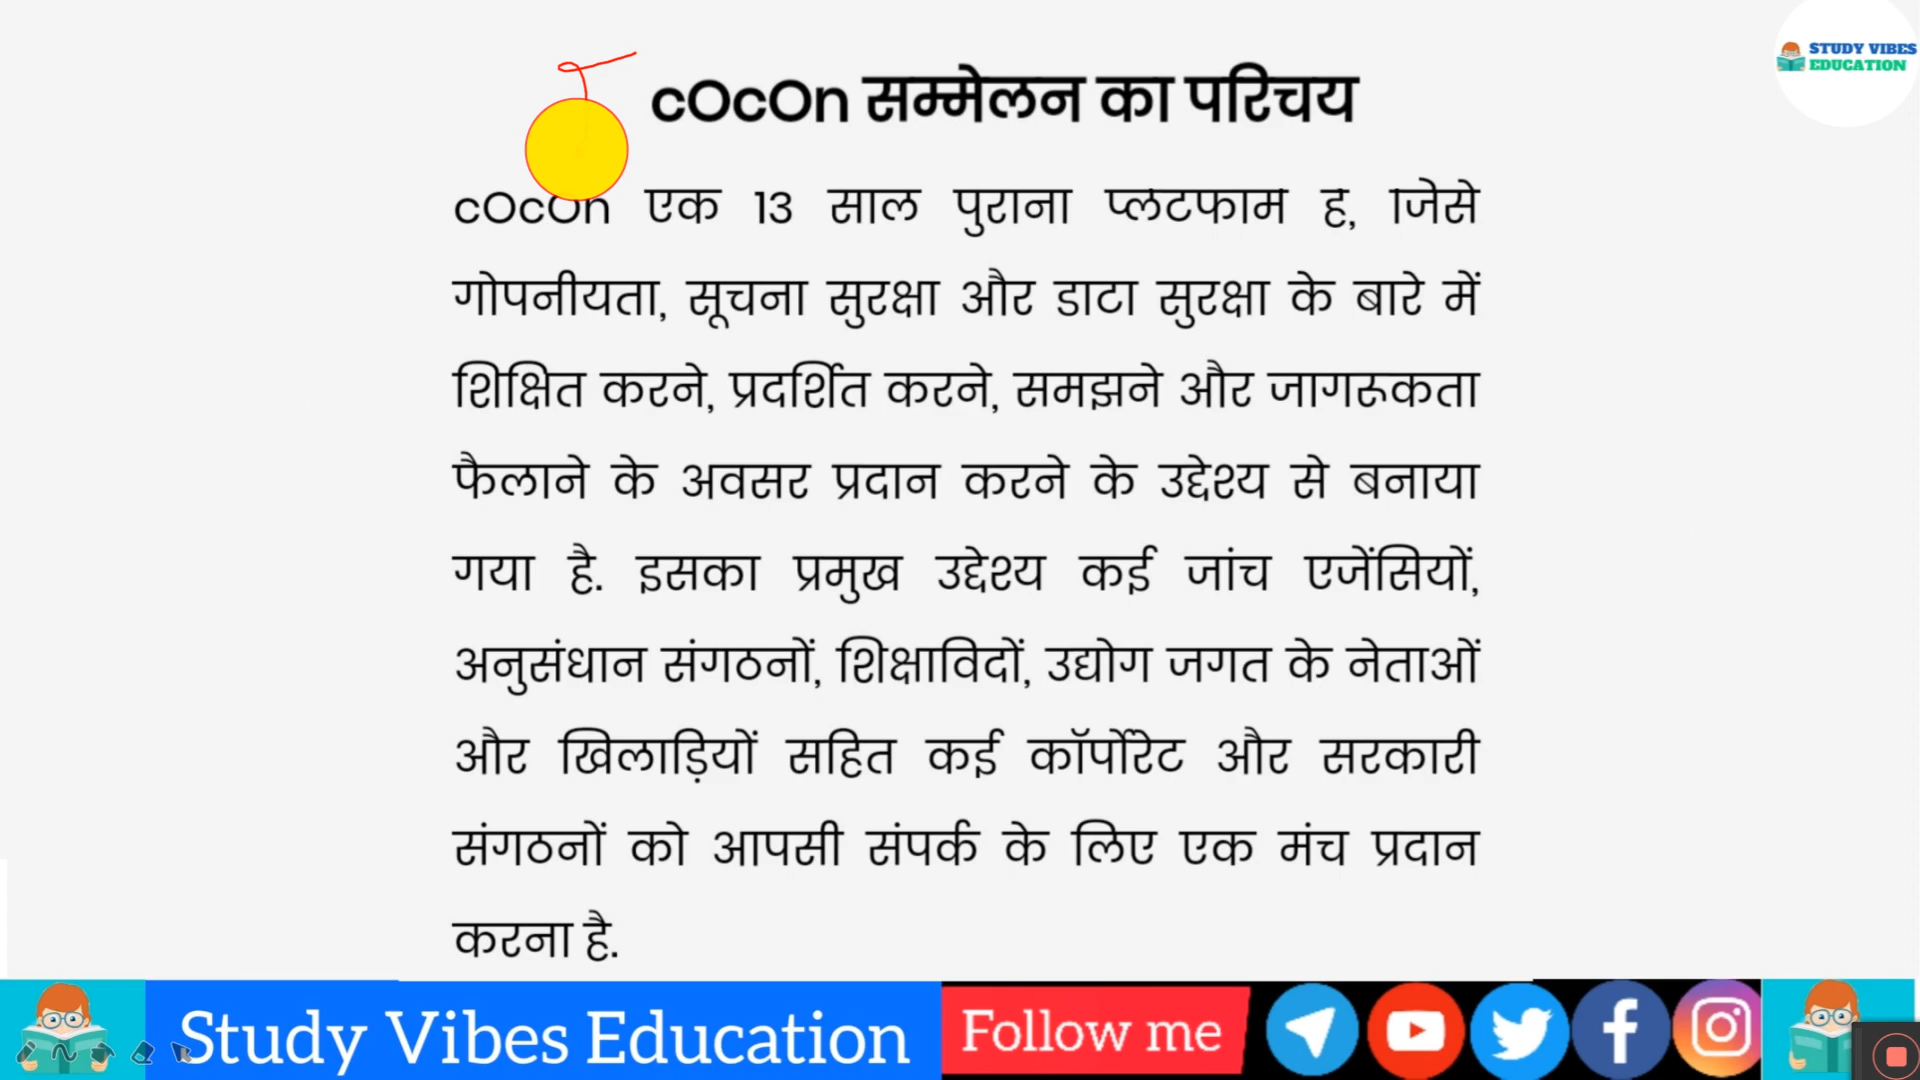 STUDY VIBES
EDUCATION
cOcOn सम्मेलन का परिचय
cOcOn एक 13 साल पुराना प्लटफाम ह, जिसे
गोपनीयता, सूचना सुरक्षा और डाटा सुरक्षा के बारे में
शिक्षित करने, प्रदर्शित करने, समझने और जागरूकता
फैलाने के अवसर प्रदान करने के उद्देश्य से बनाया
गया है. इसका प्रमुख उद्देश्य कई जांच एजेंसियों,
अनुसंधान संगठनों, शिक्षाविदों, उद्योग जगत के नेताओं
और खिलाड़ियों सहित कई कॉर्पोरेट और सरकारी
संगठनों को आपसी संपर्क के लिए एक मंच प्रदान
करना है.
Study Vibes Education Follow me